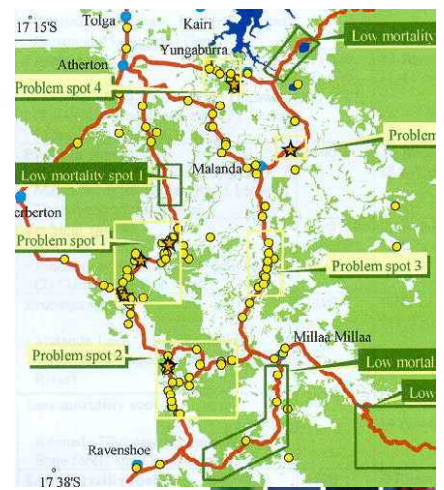 Tolga
Kairi
17 15'S
Yungaburra
Low mortality
Atherton
Problem spot 4
Problem
Malanda
Low mortality spot 1
erberton
Problem spot 1
Problem spot 3
Millaa Millaa
Problem spot 2
Low mortal
Low
Ravenshoe
17 38'S